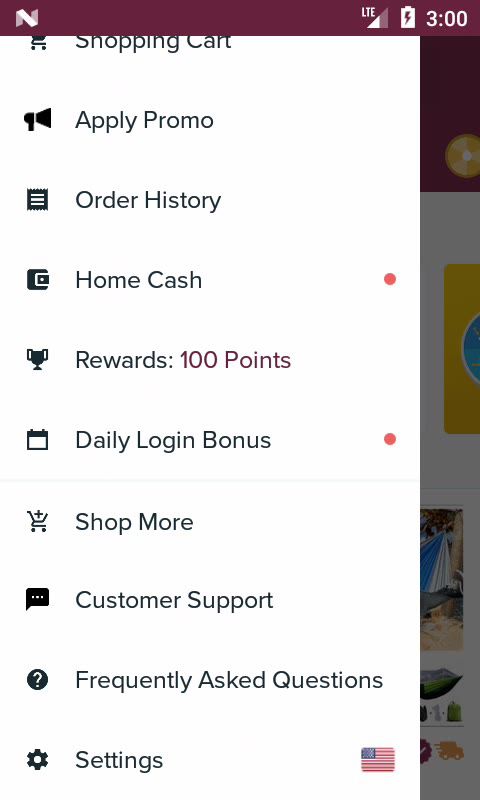 LTE 3:00
Shopping Cart
Apply Promo
Order History
Home Cash
Rewards: 100 Points
Daily Login Bonus
Shop More
Customer Support
Frequently Asked Questions
Settings